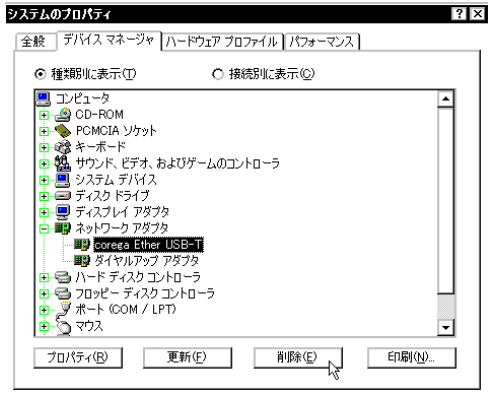 システムのプロパティ
全般 デバイス マネージャ ハードウェア プロファイル パフォーマンス
種類別に表示(T) 接続別に表示(C)
コンピュータ
CD-ROM
PCMCIA ソケット
キーボード
サウンド、ビデオ、およびゲームのコントローラ
システム デバイス
ディスク ドライブ
ディスプレイ アダプタ
ネットワーク アダプタ
corega Ether USB-T
ダイヤルアップ アダプタ
ハード ディスク コントローラ
フロッピー ディスク コントローラ
ポート (COM / LPT)
マウス
プロパティ(R) 更新(F) 削除(E) 印刷(N)...